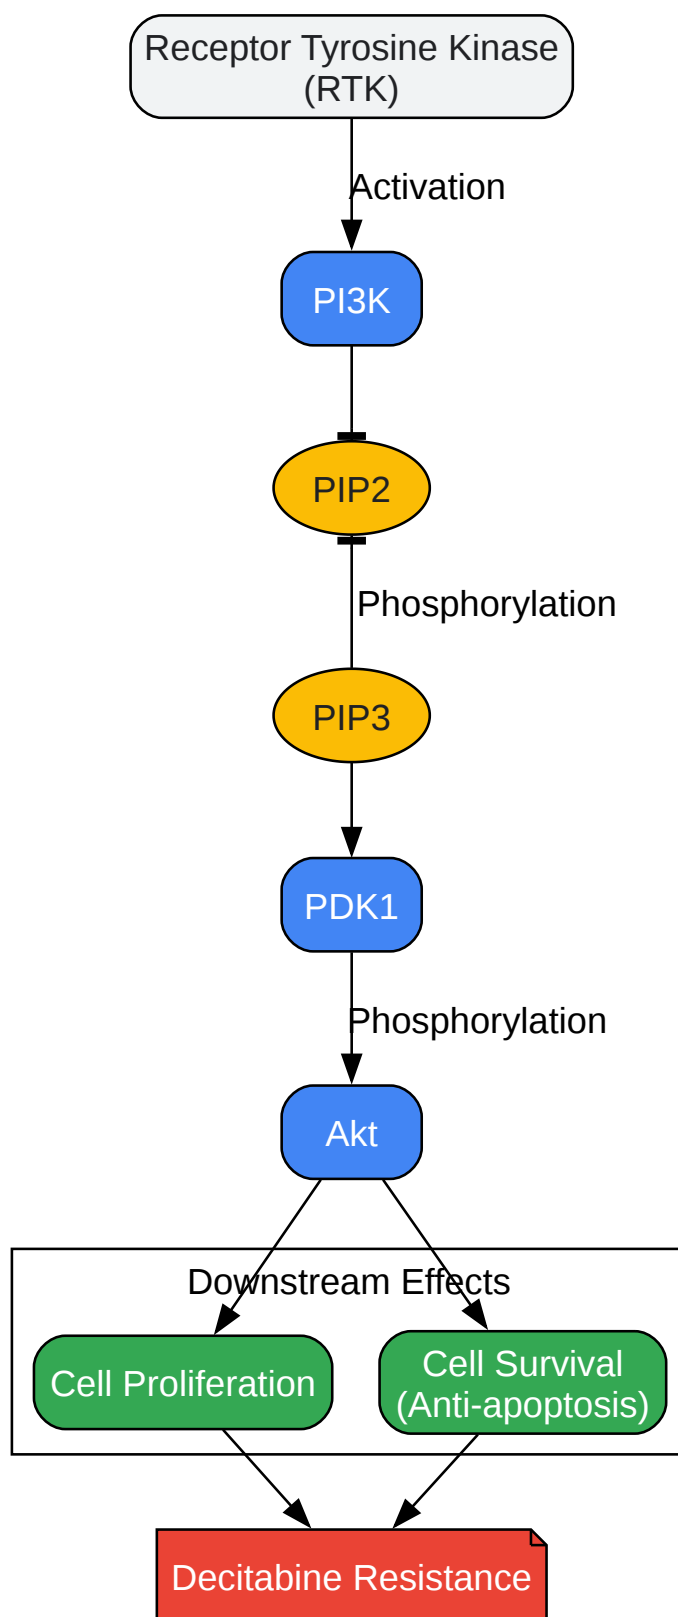 Receptor Tyrosine Kinase
(RTK)
Activation
PI3K
PIP2
Phosphorylation
PIP3
PDK1
Phosphorylation
Akt
Downstream Effects
Cell Proliferation
Cell Survival
(Anti-apoptosis)
Decitabine Resistance